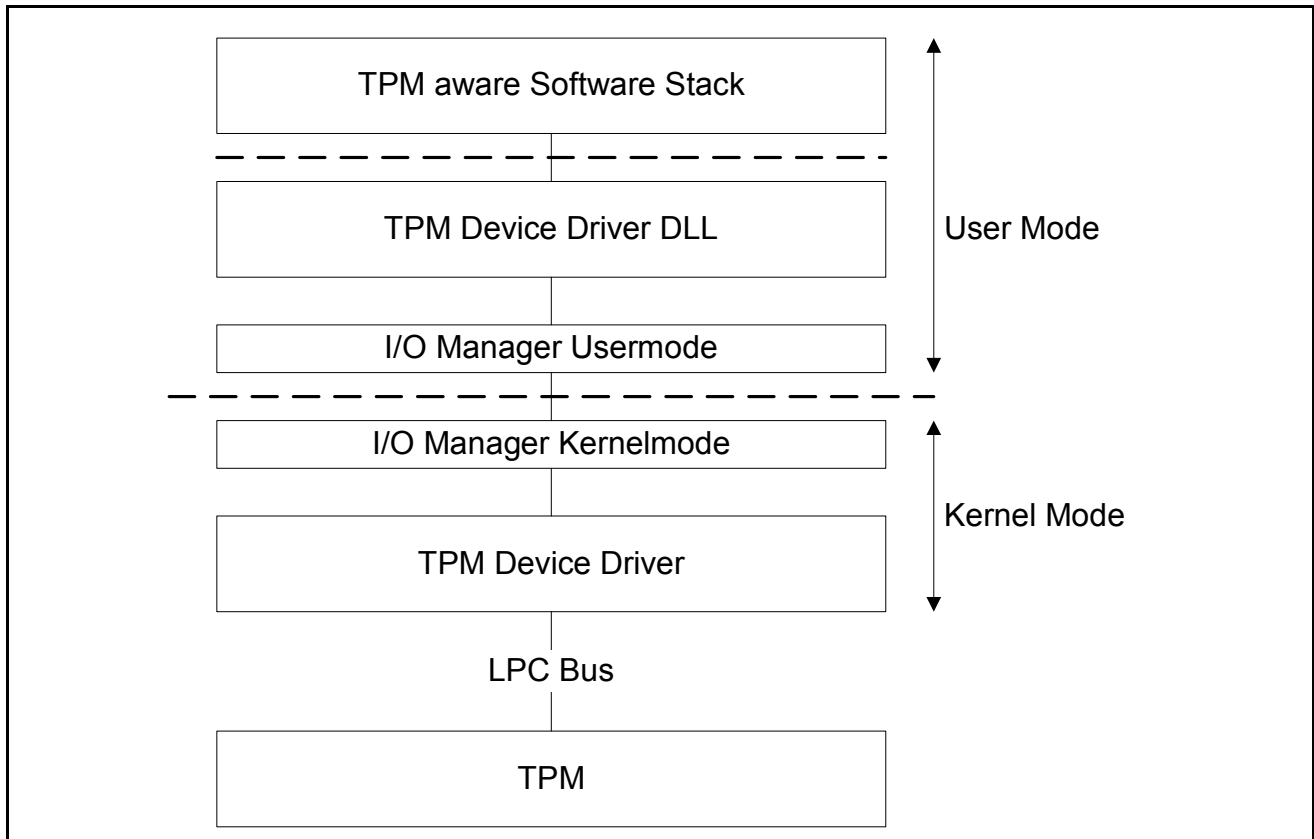 TPM aware Software Stack
TPM Device Driver DLL
User Mode
I/O Manager Usermode
I/O Manager Kernelmode
Kernel Mode
TPM Device Driver
LPC Bus
TPM